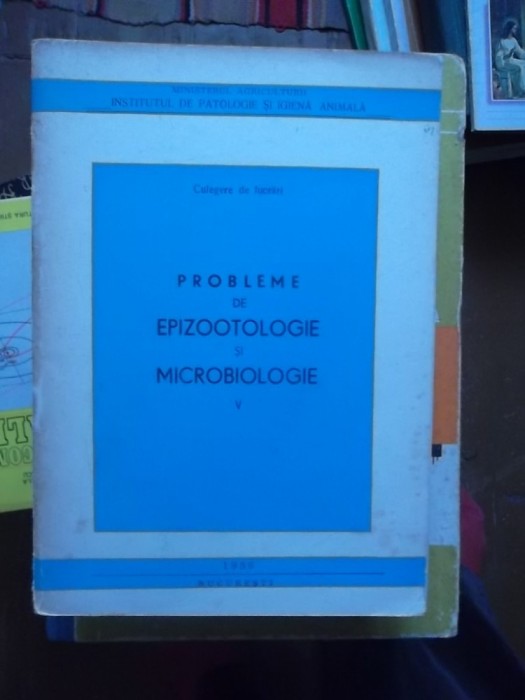 MINISTERUL AGRICULTURII
INSTITUTUL DE PATOLOGIE ȘI IGIENĂ ANIMALĂ
Culegere de lucrări
PROBLEME
DE
EPIZOOTOLOGIE
ȘI
MICROBIOLOGIE
V
BUCUREȘTI